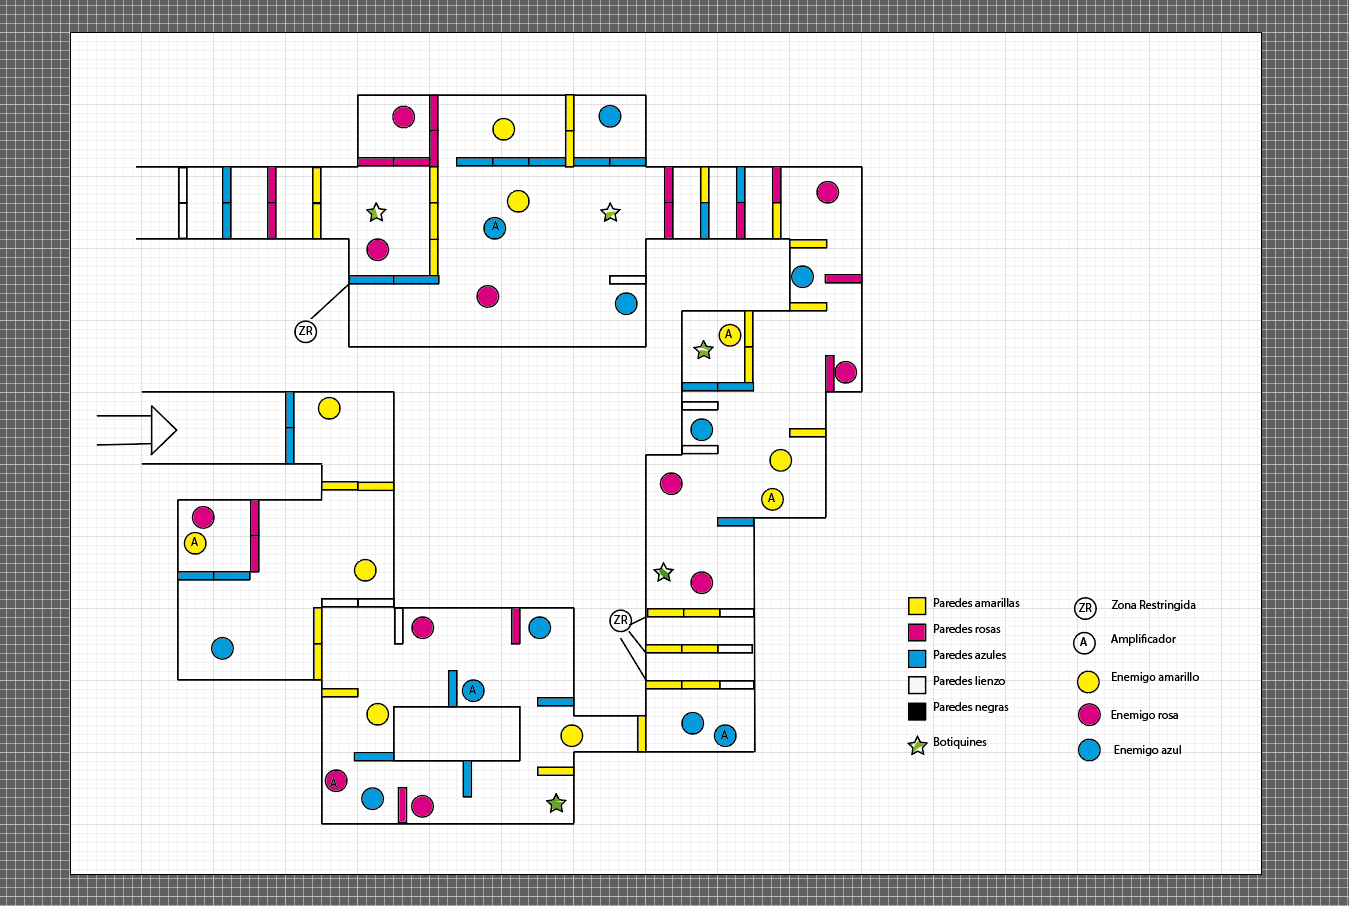 A
ZR
A
A
A
ZR
A
A
A
Paredes amarillas
Paredes rosas
Paredes azules
Paredes lienzo
Paredes negras
Botiquines
ZR Zona Restringida
A Amplificador
Enemigo amarillo
Enemigo rosa
Enemigo azul